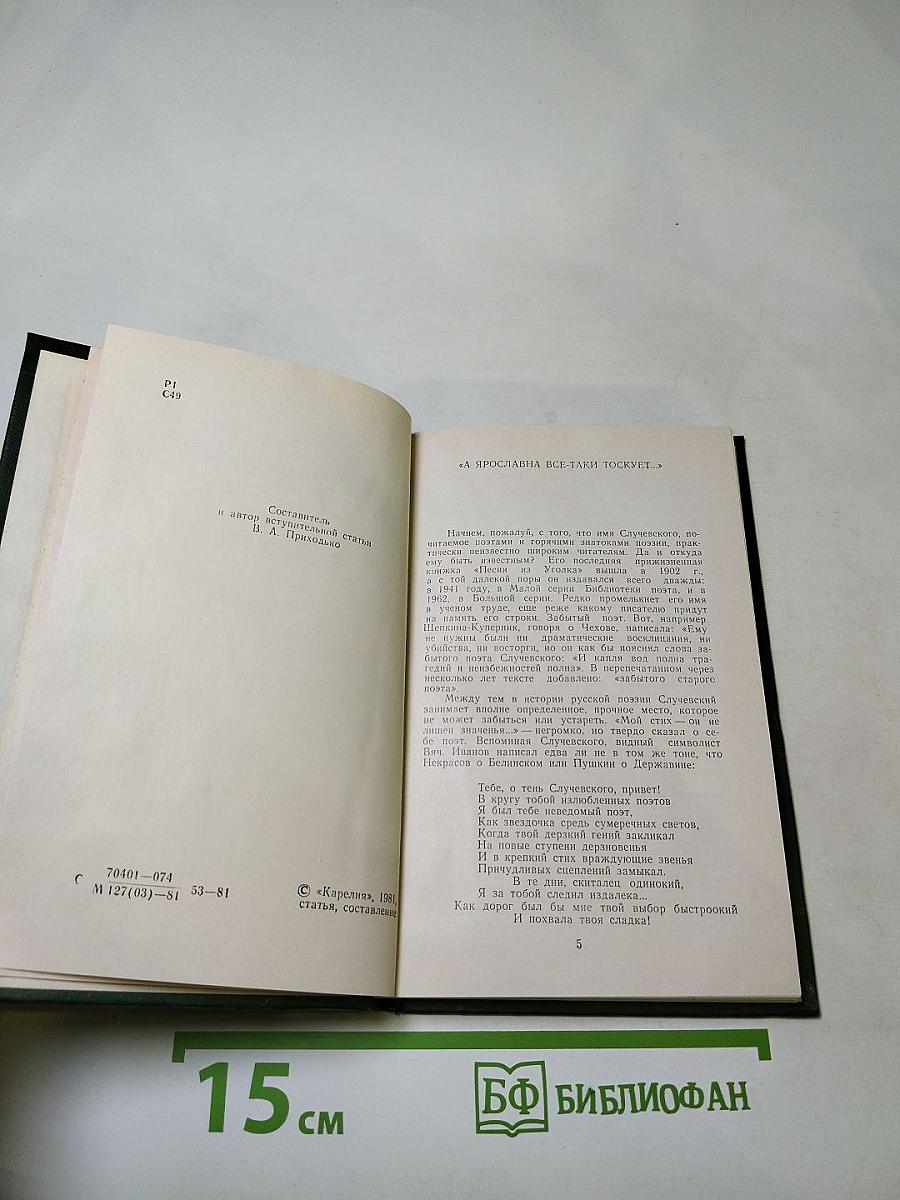 Р1
С49
Составитель
и автор вступительной статьи
В. А. Приходько
С 70401—074
М 127(03)—81 53—81
© «Карелия», 1981,
статья, составление
«А ЯРОСЛАВНА ВСЕ-ТАКИ ТОСКУЕТ...»
Начнем, пожалуй, с того, что имя Случевского, по-
читаемое поэтами и горячими знатоками поэзии, прак-
тически неизвестно широким читателям. Да и откуда
ему быть известным? Его последняя прижизненная
книжка «Песни из Уголка» вышла в 1902 г.,
а с той далекой поры он издавался всего дважды:
в 1941 году, в Малой серии Библиотеки поэта, и в
1962, в Большой серии. Редко промелькнет его имя
в ученом труде, еще реже какому писателю придут
на память его строки. Забытый поэт. Вот, например,
Щепкина-Куперник, говоря о Чехове, написала: «Ему
не нужны были ни драматические восклицания, ни
убийства, ни восторги, но он как бы пояснял слова за-
бытого поэта Случевского: «И капля вод полна тра-
гедий и неизбежностей полна». В перепечатанном через
несколько лет тексте добавлено: «забытого старого
поэта».
Между тем в истории русской поэзии Случевский
занимает вполне определенное, прочное место, которое
не может забыться или устареть. «Мой стих — он не
лишен значенья...» — негромко, но твердо сказал о се-
бе поэт. Вспоминая Случевского, видный символист
Вяч. Иванов написал едва ли не в том же тоне, что
Некрасов о Белинском или Пушкин о Державине:
Тебе, о тень Случевского, привет!
В кругу тобой излюбленных поэтов
Я был тебе неведомый поэт,
Как звездочка средь сумеречных светов,
Когда твой дерзкий гений закликал
На новые ступени дерзновенья
И в крепкий стих враждующие звенья
Причудливых сцеплений замыкал.
В те дни, скиталец одинокий,
Я за тобой следил издалека...
Как дорог был бы мне твой выбор быстроокий
И похвала твоя сладка!
5
15 см
БФ БИБЛИОФАН